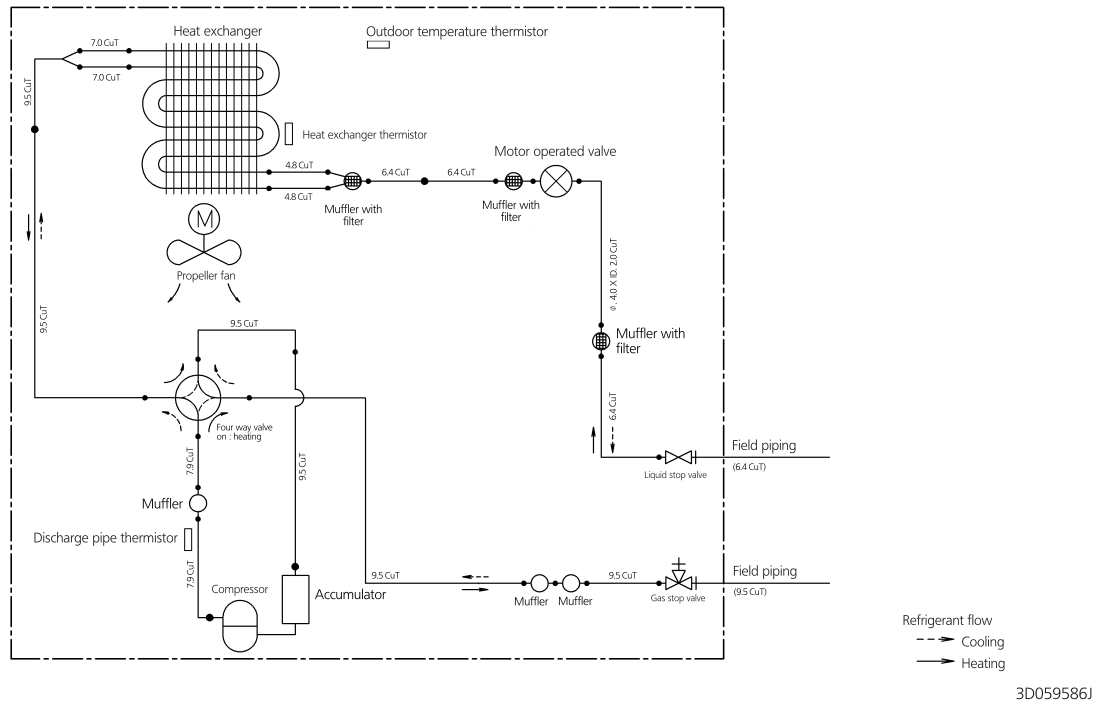 Heat exchanger
Outdoor temperature thermistor
7.0 CuT
7.0 CuT
9.5 CuT
Heat exchanger thermistor
4.8 CuT
4.8 CuT
Muffler with
filter
6.4 CuT
6.4 CuT
Motor operated valve
Muffler with
filter
M
Propeller fan
ϕ, 4.0 X ID, 2.0 CuT
9.5 CuT
9.5 CuT
Muffler with
filter
Four way valve
on : heating
6.4 CuT
7.9 CuT
9.5 CuT
Field piping
(6.4 CuT)
Liquid stop valve
Muffler
Discharge pipe thermistor
7.9 CuT
Compressor
Accumulator
9.5 CuT
Muffler
Muffler
9.5 CuT
Gas stop valve
Field piping
(9.5 CuT)
Refrigerant flow
Cooling
Heating
3D059586J